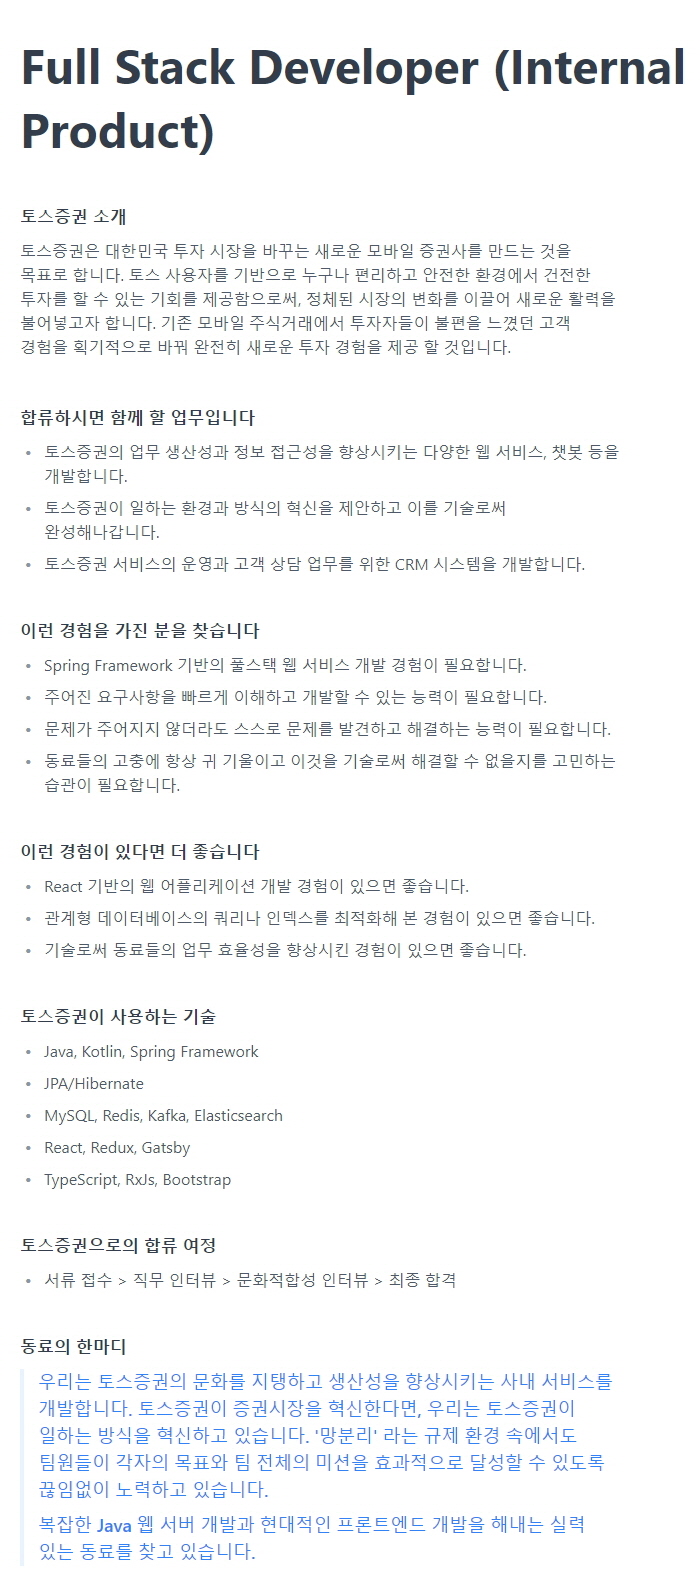 Full Stack Developer (Internal
Product)
토스증권 소개
토스증권은 대한민국 투자 시장을 바꾸는 새로운 모바일 증권사를 만드는 것을
목표로 합니다. 토스 사용자를 기반으로 누구나 편리하고 안전한 환경에서 건전한
투자를 할 수 있는 기회를 제공함으로써, 정체된 시장의 변화를 이끌어 새로운 활력을
불어넣고자 합니다. 기존 모바일 주식거래에서 투자자들이 불편을 느꼈던 고객
경험을 획기적으로 바꿔 완전히 새로운 투자 경험을 제공 할 것입니다.
합류하시면 함께 할 업무입니다
• 토스증권의 업무 생산성과 정보 접근성을 향상시키는 다양한 웹 서비스, 챗봇 등을
개발합니다.
• 토스증권이 일하는 환경과 방식의 혁신을 제안하고 이를 기술로써
완성해나갑니다.
• 토스증권 서비스의 운영과 고객 상담 업무를 위한 CRM 시스템을 개발합니다.
이런 경험을 가진 분을 찾습니다
• Spring Framework 기반의 풀스택 웹 서비스 개발 경험이 필요합니다.
• 주어진 요구사항을 빠르게 이해하고 개발할 수 있는 능력이 필요합니다.
• 문제가 주어지지 않더라도 스스로 문제를 발견하고 해결하는 능력이 필요합니다.
• 동료들의 고충에 항상 귀 기울이고 이것을 기술로써 해결할 수 없을지를 고민하는
습관이 필요합니다.
이런 경험이 있다면 더 좋습니다
• React 기반의 웹 어플리케이션 개발 경험이 있으면 좋습니다.
• 관계형 데이터베이스의 쿼리나 인덱스를 최적화해 본 경험이 있으면 좋습니다.
• 기술로써 동료들의 업무 효율성을 향상시킨 경험이 있으면 좋습니다.
토스증권이 사용하는 기술
• Java, Kotlin, Spring Framework
• JPA/Hibernate
• MySQL, Redis, Kafka, Elasticsearch
• React, Redux, Gatsby
• TypeScript, RxJs, Bootstrap
토스증권으로의 합류 여정
• 서류 접수 > 직무 인터뷰 > 문화적합성 인터뷰 > 최종 합격
동료의 한마디
우리는 토스증권의 문화를 지탱하고 생산성을 향상시키는 사내 서비스를
개발합니다. 토스증권이 증권시장을 혁신한다면, 우리는 토스증권이
일하는 방식을 혁신하고 있습니다. '망분리' 라는 규제 환경 속에서도
팀원들이 각자의 목표와 팀 전체의 미션을 효과적으로 달성할 수 있도록
끊임없이 노력하고 있습니다.
복잡한 Java 웹 서버 개발과 현대적인 프론트엔드 개발을 해내는 실력
있는 동료를 찾고 있습니다.